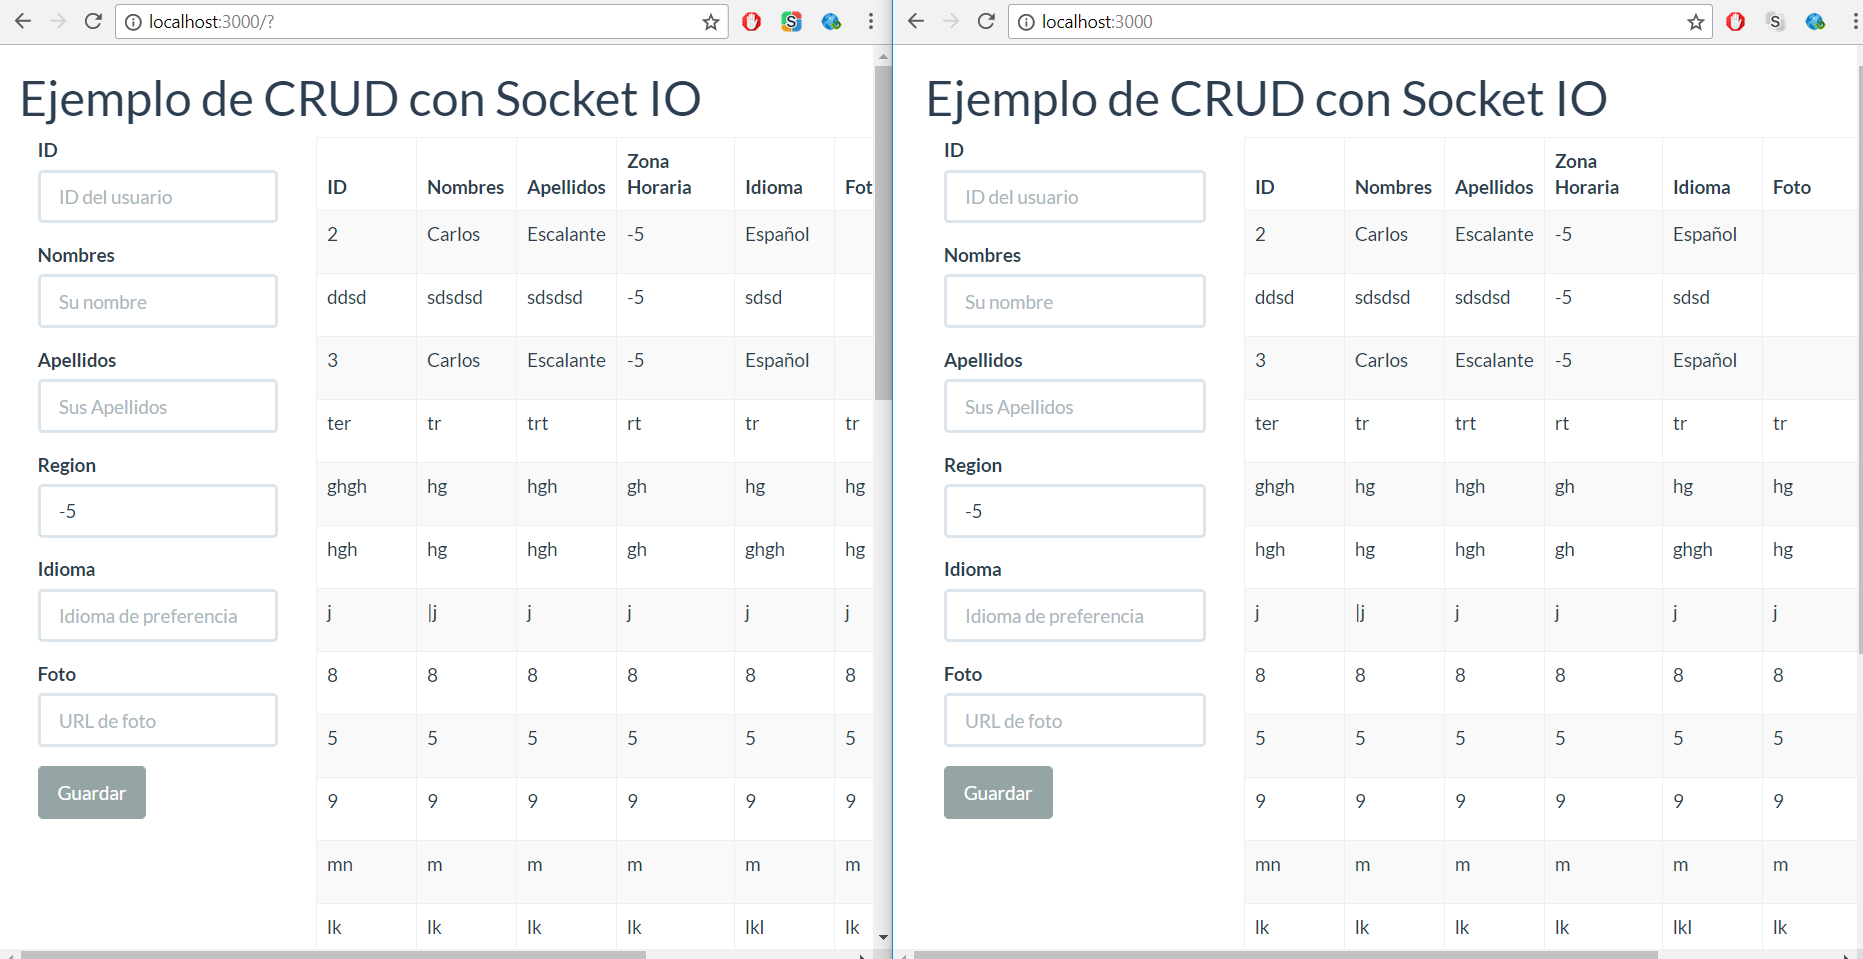 localhost:3000/?
Ejemplo de CRUD con Socket IO
ID
ID del usuario
Nombres
Su nombre
Apellidos
Sus Apellidos
Region
-5
Idioma
Idioma de preferencia
Foto
URL de foto
Guardar
ID Nombres Apellidos Zona Horaria Idioma Fot
2 Carlos Escalante -5 Español
ddsd sdsdsd sdsdsd -5 sdsd
3 Carlos Escalante -5 Español
ter tr trt rt tr tr
ghgh hg hgh gh hg hg
hgh hg hgh gh ghgh hg
j |j j j j j
8 8 8 8 8 8
5 5 5 5 5 5
9 9 9 9 9 9
mn m m m m m
lk lk lk lk lkl lk
localhost:3000
Ejemplo de CRUD con Socket IO
ID
ID del usuario
Nombres
Su nombre
Apellidos
Sus Apellidos
Region
-5
Idioma
Idioma de preferencia
Foto
URL de foto
Guardar
ID Nombres Apellidos Zona Horaria Idioma Foto
2 Carlos Escalante -5 Español
ddsd sdsdsd sdsdsd -5 sdsd
3 Carlos Escalante -5 Español
ter tr trt rt tr tr
ghgh hg hgh gh hg hg
hgh hg hgh gh ghgh hg
j |j j j j j
8 8 8 8 8 8
5 5 5 5 5 5
9 9 9 9 9 9
mn m m m m m
lk lk lk lk lkl lk